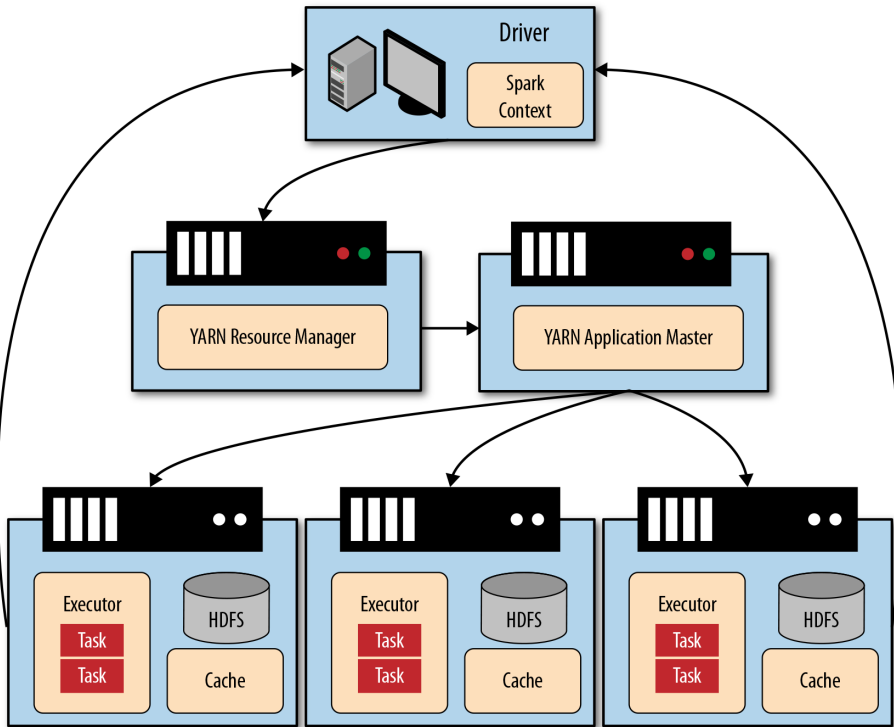 Driver
Spark
Context
YARN Resource Manager
YARN Application Master
Executor
Task
Task
HDFS
Cache
Executor
Task
Task
HDFS
Cache
Executor
Task
Task
HDFS
Cache